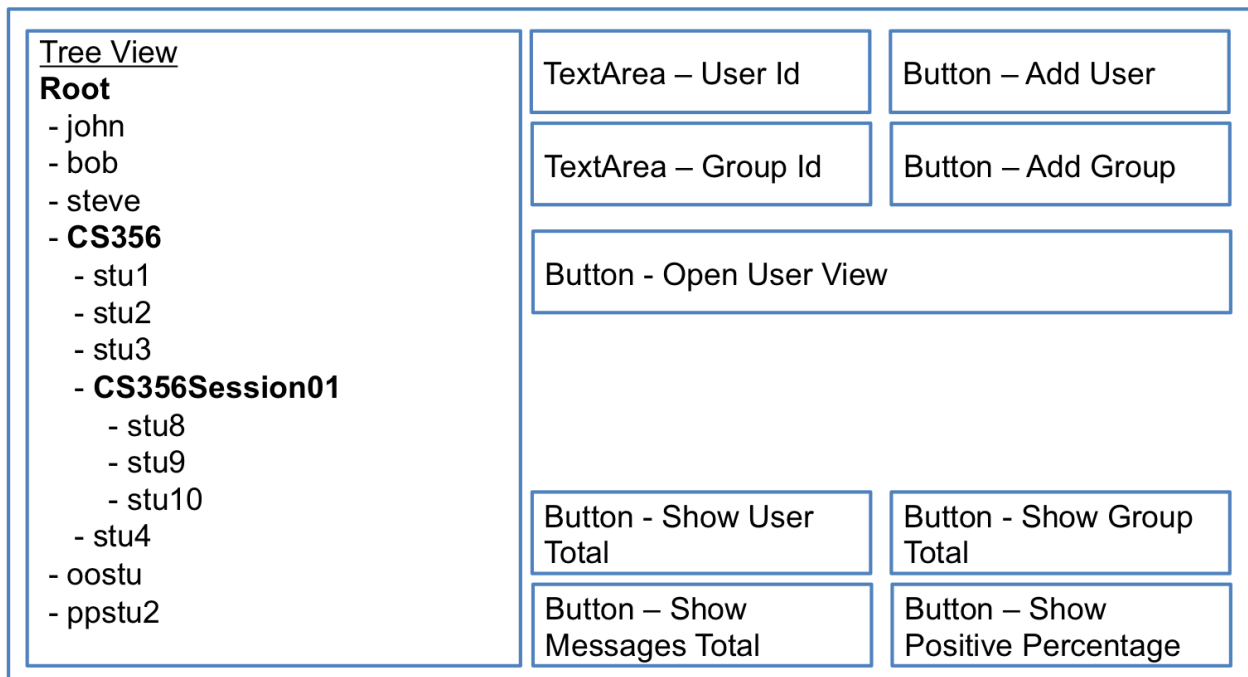 Tree View
Root
- john
- bob
- steve
- CS356
- stu1
- stu2
- stu3
- CS356Session01
- stu8
- stu9
- stu10
- stu4
- oostu
- ppstu2
TextArea – User Id
Button – Add User
TextArea – Group Id
Button – Add Group
Button - Open User View
Button - Show User
Total
Button - Show Group
Total
Button – Show
Messages Total
Button – Show
Positive Percentage